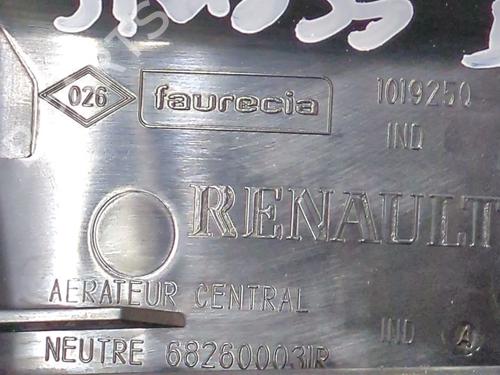 026 faurecia 1019250
IND
RENAULT
AERATEUR CENTRAL
IND A
NEUTRE 682600031R